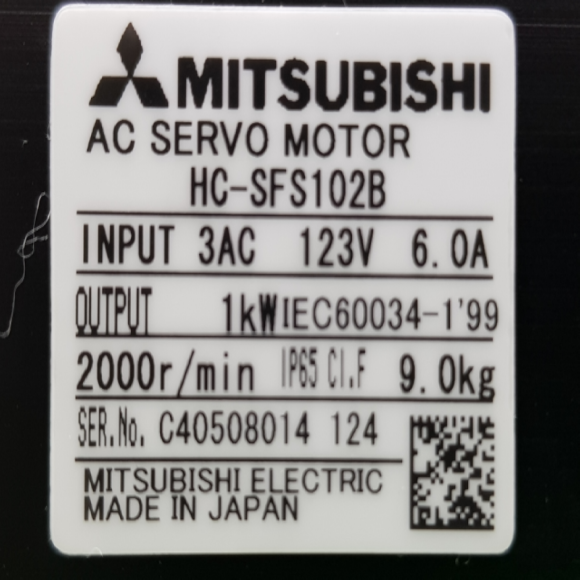 MITSUBISHI
AC SERVO MOTOR
HC-SFS102B
INPUT 3AC 123V 6.0A
OUTPUT 1kW IEC60034-1'99
2000r/min IP65 CI.F 9.0kg
SER.No. C40508014 124
MITSUBISHI ELECTRIC
MADE IN JAPAN